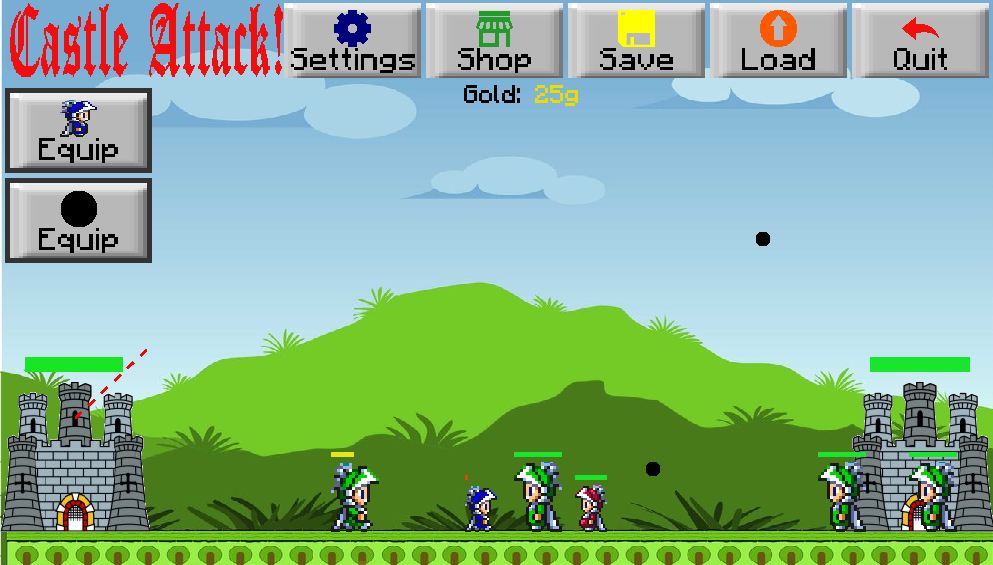 Castle Attack!
Settings
Shop
Save
Load
Quit
Gold: 25g
Equip
Equip